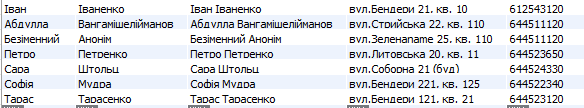 Іван Іваненко Іван Іваненко вул.Бендери 21, кв. 10 612543120
Абдулла Вангамішелійманов Абдулла Вангамішелійманов вул.Стрийська 22, кв. 110 644511120
Безіменний Анонім Безіменний Анонім вул.Зеленaname 25, кв. 110 644511120
Петро Петренко Петро Петренко вул.Литовська 20, кв. 11 644523650
Сара Штольц Сара Штольц вул.Соборна 21 (буд) 644524330
Софія Мудра Софія Мудра вул.Бендери 221, кв. 125 644522340
Тарас Тарасенко Тарас Тарасенко вул.Бендери 121, кв. 21 644523120